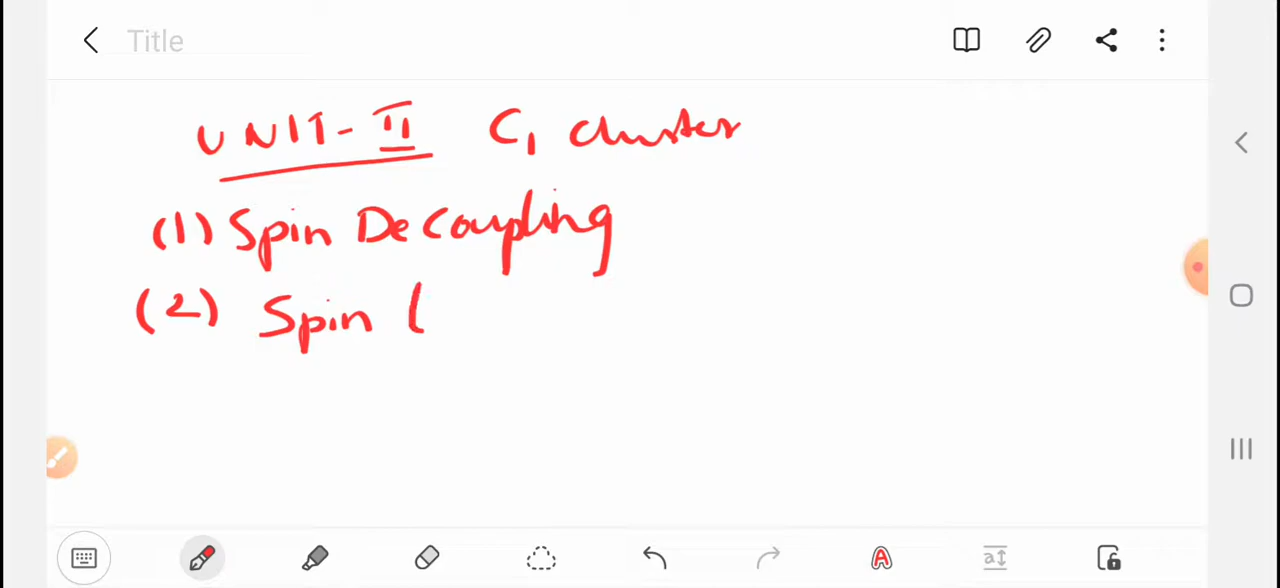 Title
UNIT-II C1 cluster
(1) Spin Decoupling
(2) Spin (